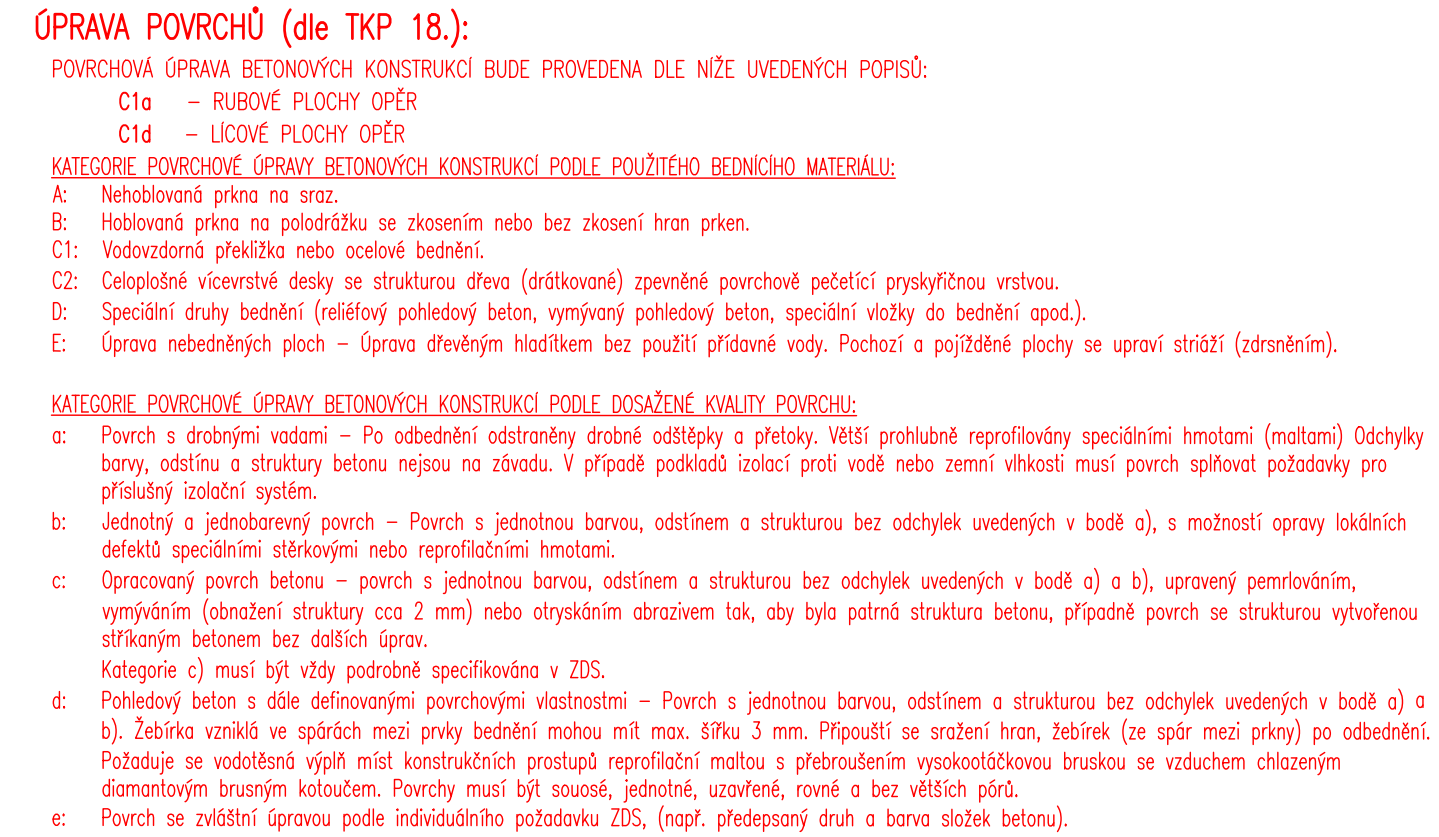 ÚPRAVA POVRCHŮ (dle TKP 18.):
POVRCHOVÁ ÚPRAVA BETONOVÝCH KONSTRUKCÍ BUDE PROVEDENA DLE NÍŽE UVEDENÝCH POPISŮ:
C1a – RUBOVÉ PLOCHY OPĚR
C1d – LÍCOVÉ PLOCHY OPĚR
KATEGORIE POVRCHOVÉ ÚPRAVY BETONOVÝCH KONSTRUKCÍ PODLE POUŽITÉHO BEDNÍCÍHO MATERIÁLU:
A: Nehoblovaná prkna na sraz.
B: Hoblovaná prkna na polodrážku se zkosením nebo bez zkosení hran prken.
C1: Vodovzdorná překližka nebo ocelové bednění.
C2: Celoplošné vícevrstvé desky se strukturou dřeva (drátkované) zpevněné povrchově pečetící pryskyřičnou vrstvou.
D: Speciální druhy bednění (reliéfový pohledový beton, vymývaný pohledový beton, speciální vložky do bednění apod.).
E: Úprava nebedněných ploch – Úprava dřevěným hladítkem bez použití přídavné vody. Pochozí a pojížděné plochy se upraví striáží (zdrsněním).
KATEGORIE POVRCHOVÉ ÚPRAVY BETONOVÝCH KONSTRUKCÍ PODLE DOSAŽENÉ KVALITY POVRCHU:
a: Povrch s drobnými vadami – Po odbednění odstraněny drobné odštěpky a přetoky. Větší prohlubně reprofilovány speciálními hmotami (maltami) Odchylky
barvy, odstínu a struktury betonu nejsou na závadu. V případě podkladů izolací proti vodě nebo zemní vlhkosti musí povrch splňovat požadavky pro
příslušný izolační systém.
b: Jednotný a jednobarevný povrch – Povrch s jednotnou barvou, odstínem a strukturou bez odchylek uvedených v bodě a), s možností opravy lokálních
defektů speciálními stěrkovými nebo reprofilačními hmotami.
c: Opracovaný povrch betonu – povrch s jednotnou barvou, odstínem a strukturou bez odchylek uvedených v bodě a) a b), upravený pemrlováním,
vymýváním (obnažení struktury cca 2 mm) nebo otryskáním abrazivem tak, aby byla patrná struktura betonu, případně povrch se strukturou vytvořenou
stříkaným betonem bez dalších úprav.
Kategorie c) musí být vždy podrobně specifikována v ZDS.
d: Pohledový beton s dále definovanými povrchovými vlastnostmi – Povrch s jednotnou barvou, odstínem a strukturou bez odchylek uvedených v bodě a) a
b). Žebírka vzniklá ve spárách mezi prvky bednění mohou mít max. šířku 3 mm. Připouští se sražení hran, žebírek (ze spár mezi prkny) po odbednění.
Požaduje se vodotěsná výplň míst konstrukčních prostupů reprofilační maltou s přebroušením vysokootáčkovou bruskou se vzduchem chlazeným
diamantovým brusným kotoučem. Povrchy musí být souosé, jednotné, uzavřené, rovné a bez větších pórů.
e: Povrch se zvláštní úpravou podle individuálního požadavku ZDS, (např. předepsaný druh a barva složek betonu).